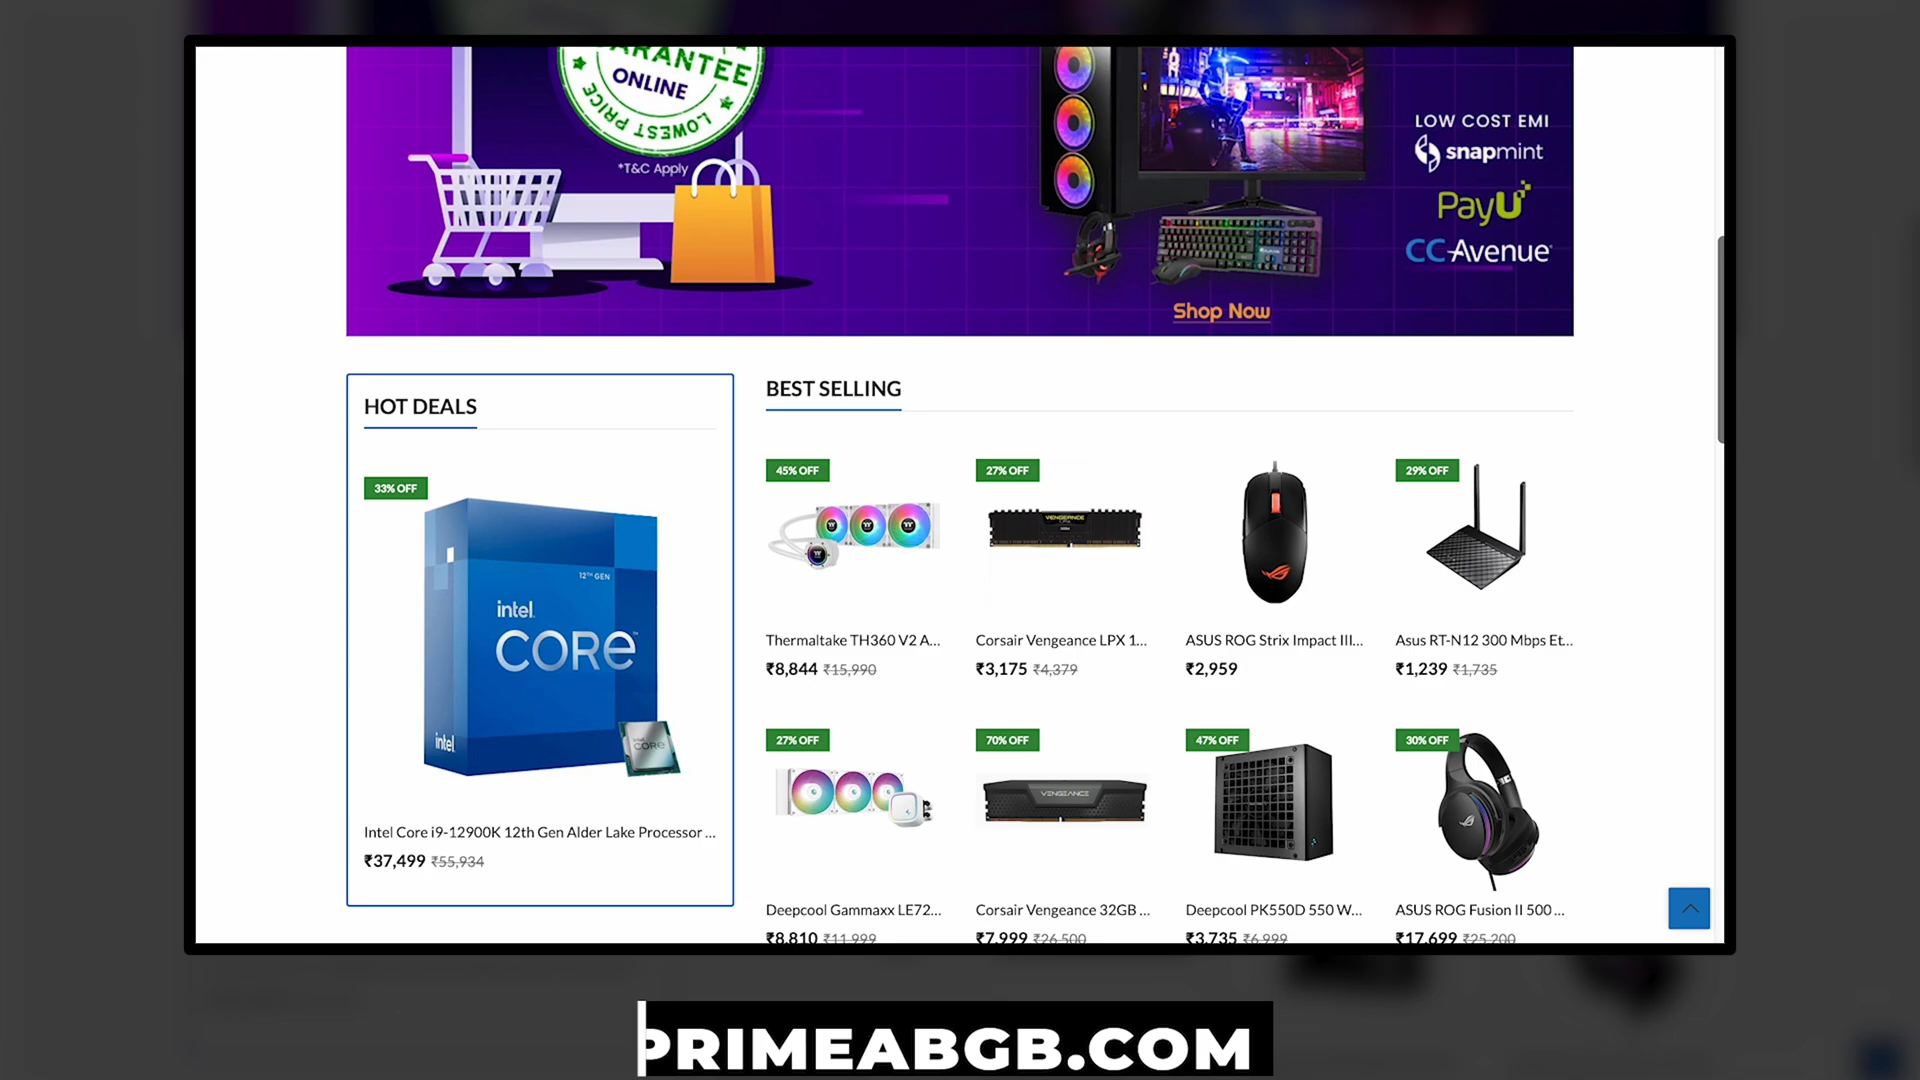 ARANTEE
ONLINE
LOWEST PRICE
*T&C Apply
LOW COST EMI
snapmint
PayU
CCAvenue
Shop Now
HOT DEALS
33% OFF
12TH GEN
intel
CORE
intel
intel
CORE
Intel Core i9-12900K 12th Gen Alder Lake Processor ...
₹37,499 ₹55,934
BEST SELLING
45% OFF
27% OFF
29% OFF
VENGEANCE
Thermaltake TH360 V2 A...
Corsair Vengeance LPX 1...
ASUS ROG Strix Impact III...
Asus RT-N12 300 Mbps Et...
₹8,844 ₹15,990
₹3,175 ₹4,379
₹2,959
₹1,239 ₹1,735
27% OFF
70% OFF
47% OFF
30% OFF
VENGEANCE
Deepcool Gammaxx LE72...
Corsair Vengeance 32GB ...
Deepcool PK550D 550 W...
ASUS ROG Fusion II 500 ...
₹8,810 ₹11,999
₹7,999 ₹26,500
₹3,735 ₹6,999
₹17,699 ₹25,200
PRIMEABGB.COM